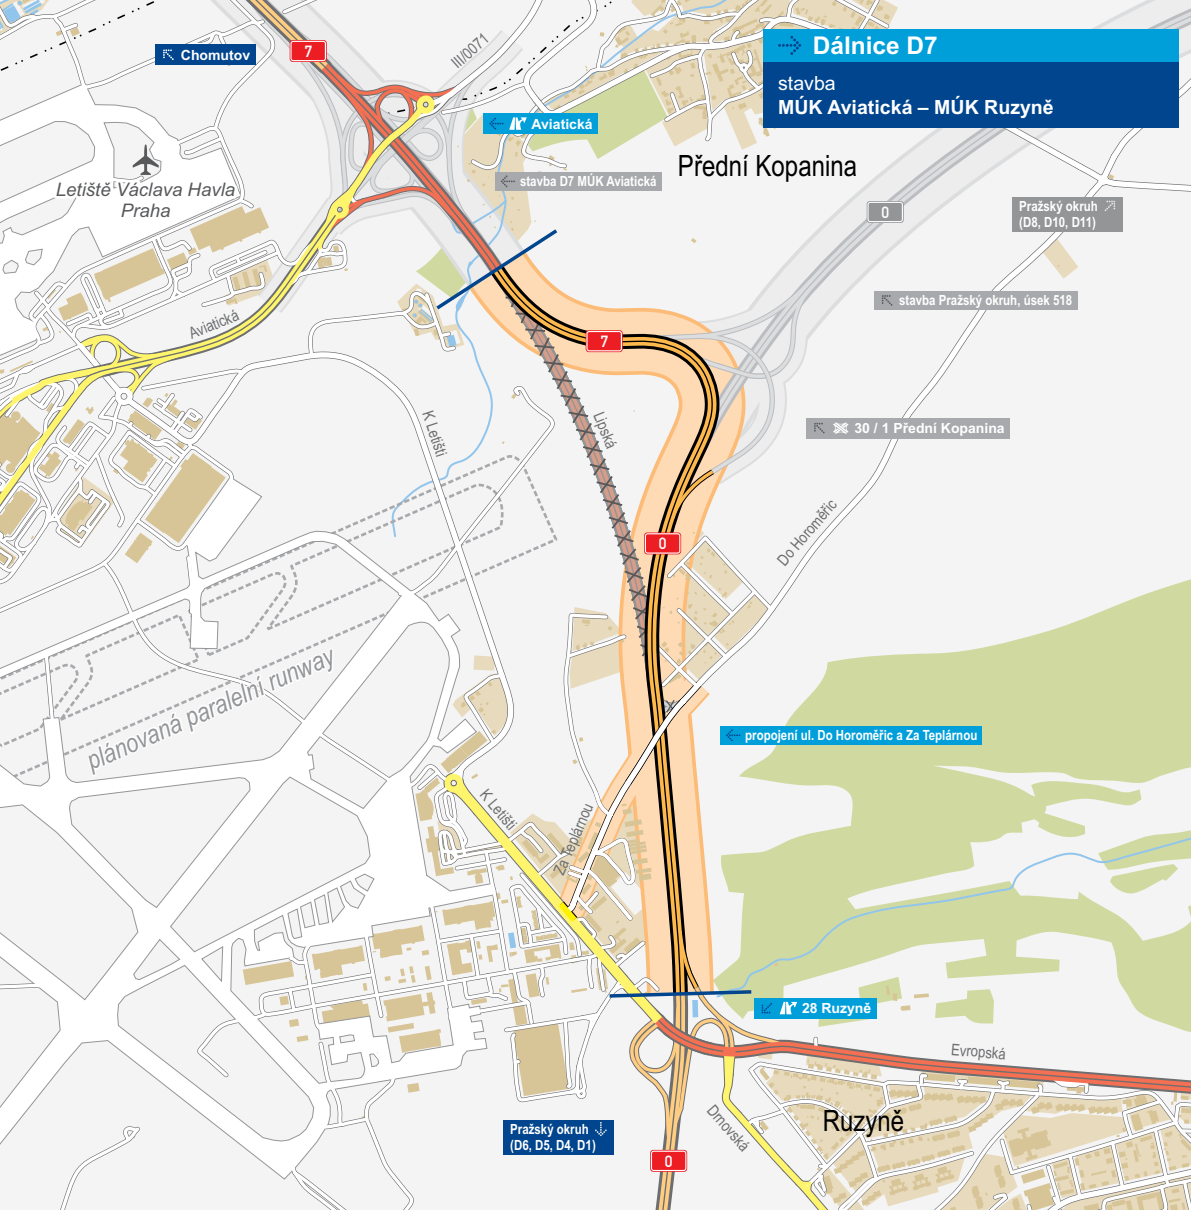 Dálnice D7
stavba
MÚK Aviatická – MÚK Ruzyně
Chomutov
7
III/0071
Aviatická
stavba D7 MÚK Aviatická
Přední Kopanina
Letiště Václava Havla
Praha
0
Pražský okruh
(D8, D10, D11)
stavba Pražský okruh, úsek 518
Aviatická
7
K Letišti
Lipská
30 / 1 Přední Kopanina
Do Horoměřic
0
plánovaná paralelní runway
propojení ul. Do Horoměřic a Za Teplárnou
K Letišti
Za Teplárnou
28 Ruzyně
Evropská
Drnovská
Ruzyně
Pražský okruh
(D6, D5, D4, D1)
0